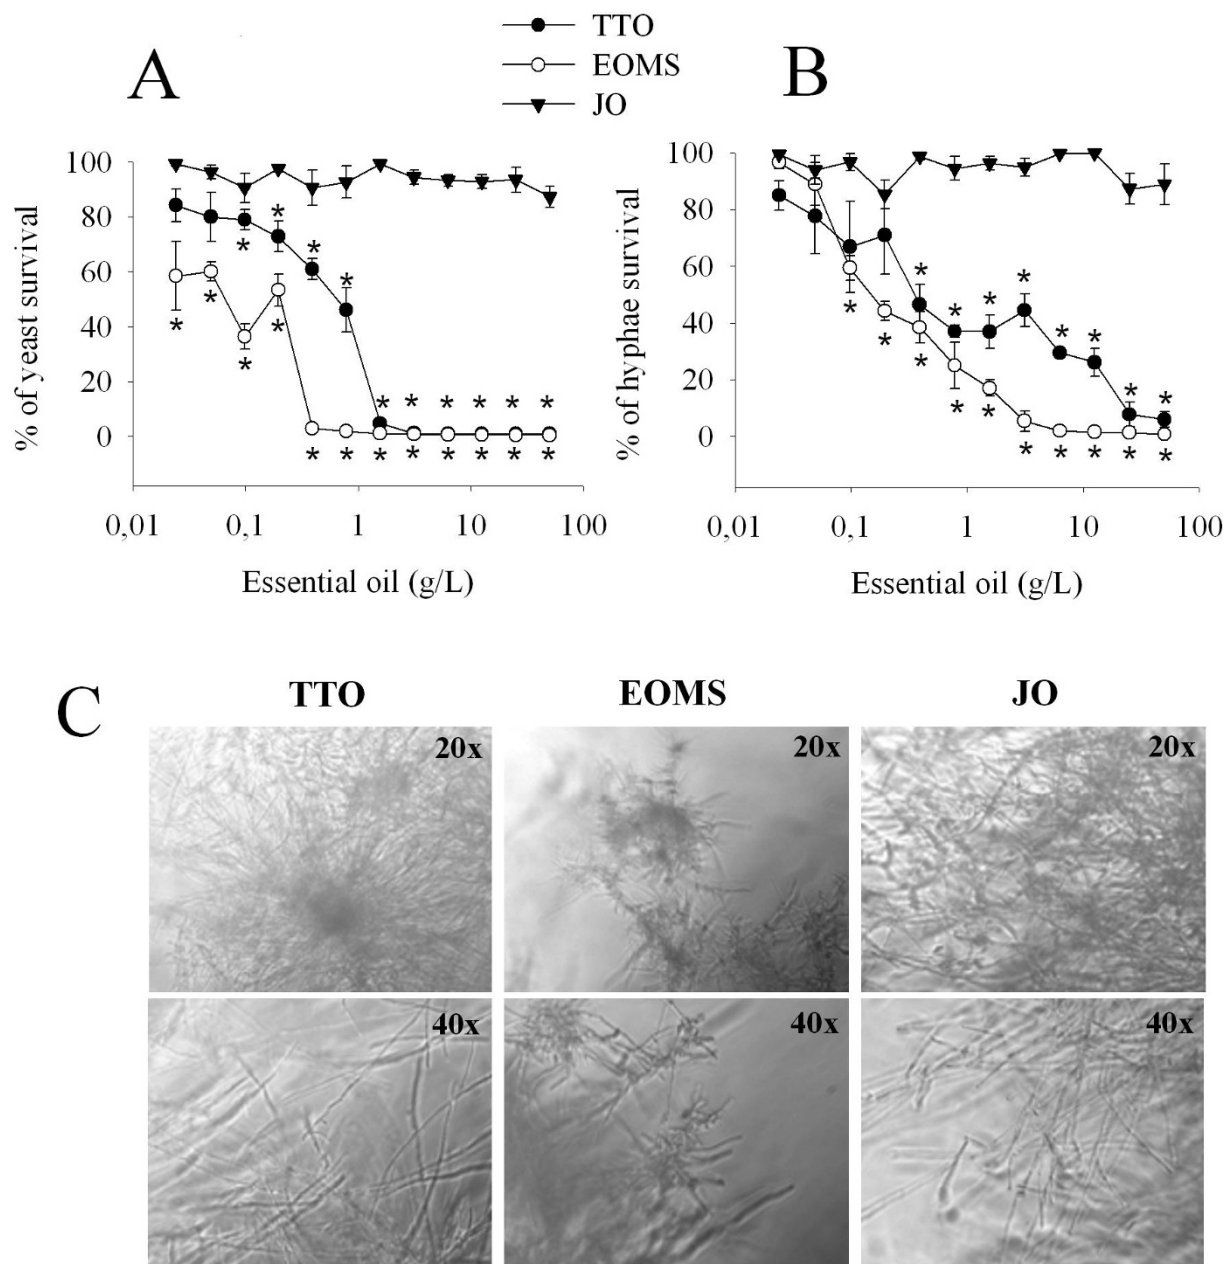 TTO
EOMS
JO
A
B
100
80
60
40
20
0
% of yeast survival
* * * * * * * * * *
* * * * * * * * * *
0,01 0,1 1 10 100
Essential oil (g/L)
100
80
60
40
20
0
% of hyphae survival
* * * * * * * *
* * * * * * * * * *
0,01 0,1 1 10 100
Essential oil (g/L)
C
TTO EOMS JO
20x 20x 20x
40x 40x 40x